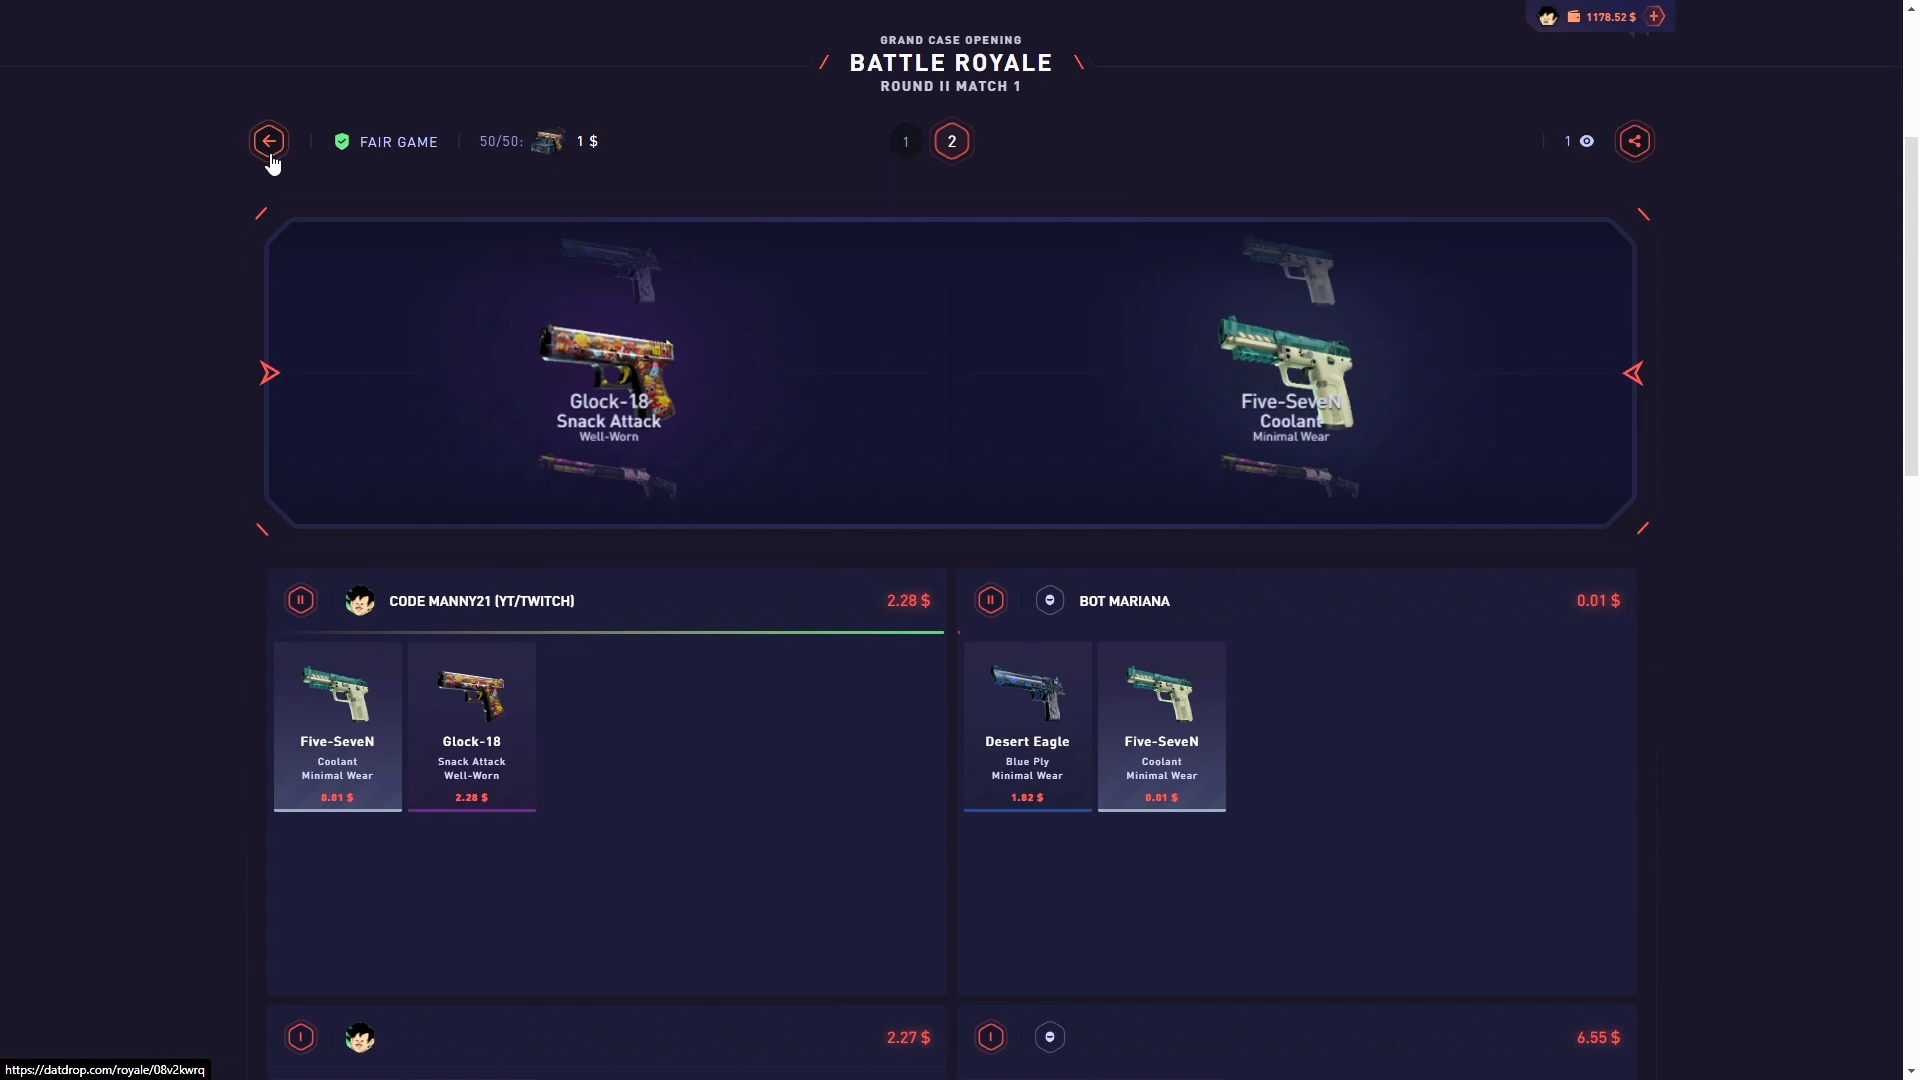 1178.52 $
GRAND CASE OPENING
BATTLE ROYALE
ROUND II MATCH 1
FAIR GAME
50/50:
1 $
1
2
1
Glock-18
Snack Attack
Well-Worn
Five-SeveN
Coolant
Minimal Wear
II
CODE MANNY21 (YT/TWITCH)
2.28 $
II
BOT MARIANA
0.01 $
Five-SeveN
Coolant
Minimal Wear
0.01 $
Glock-18
Snack Attack
Well-Worn
2.28 $
Desert Eagle
Blue Ply
Minimal Wear
1.82 $
Five-SeveN
Coolant
Minimal Wear
0.01 $
I
2.27 $
I
6.55 $
https://datdrop.com/royale/08v2kwrq